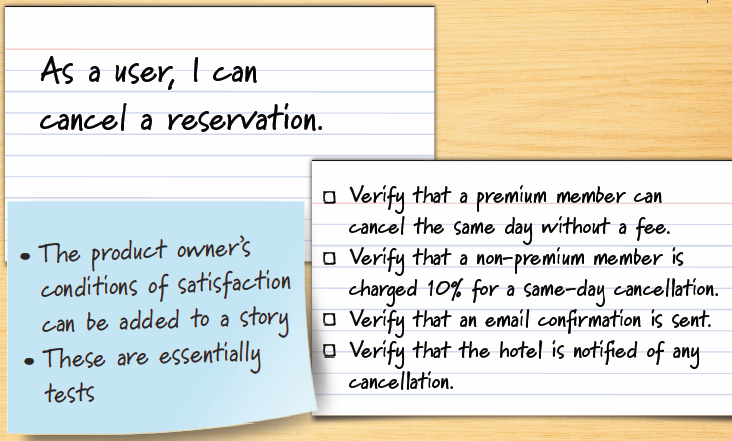 As a user, I can
cancel a reservation.
• The product owner's
conditions of satisfaction
can be added to a story
• These are essentially
tests
□ Verify that a premium member can
cancel the same day without a fee.
□ Verify that a non-premium member is
charged 10% for a same-day cancellation.
□ Verify that an email confirmation is sent.
□ Verify that the hotel is notified of any
cancellation.